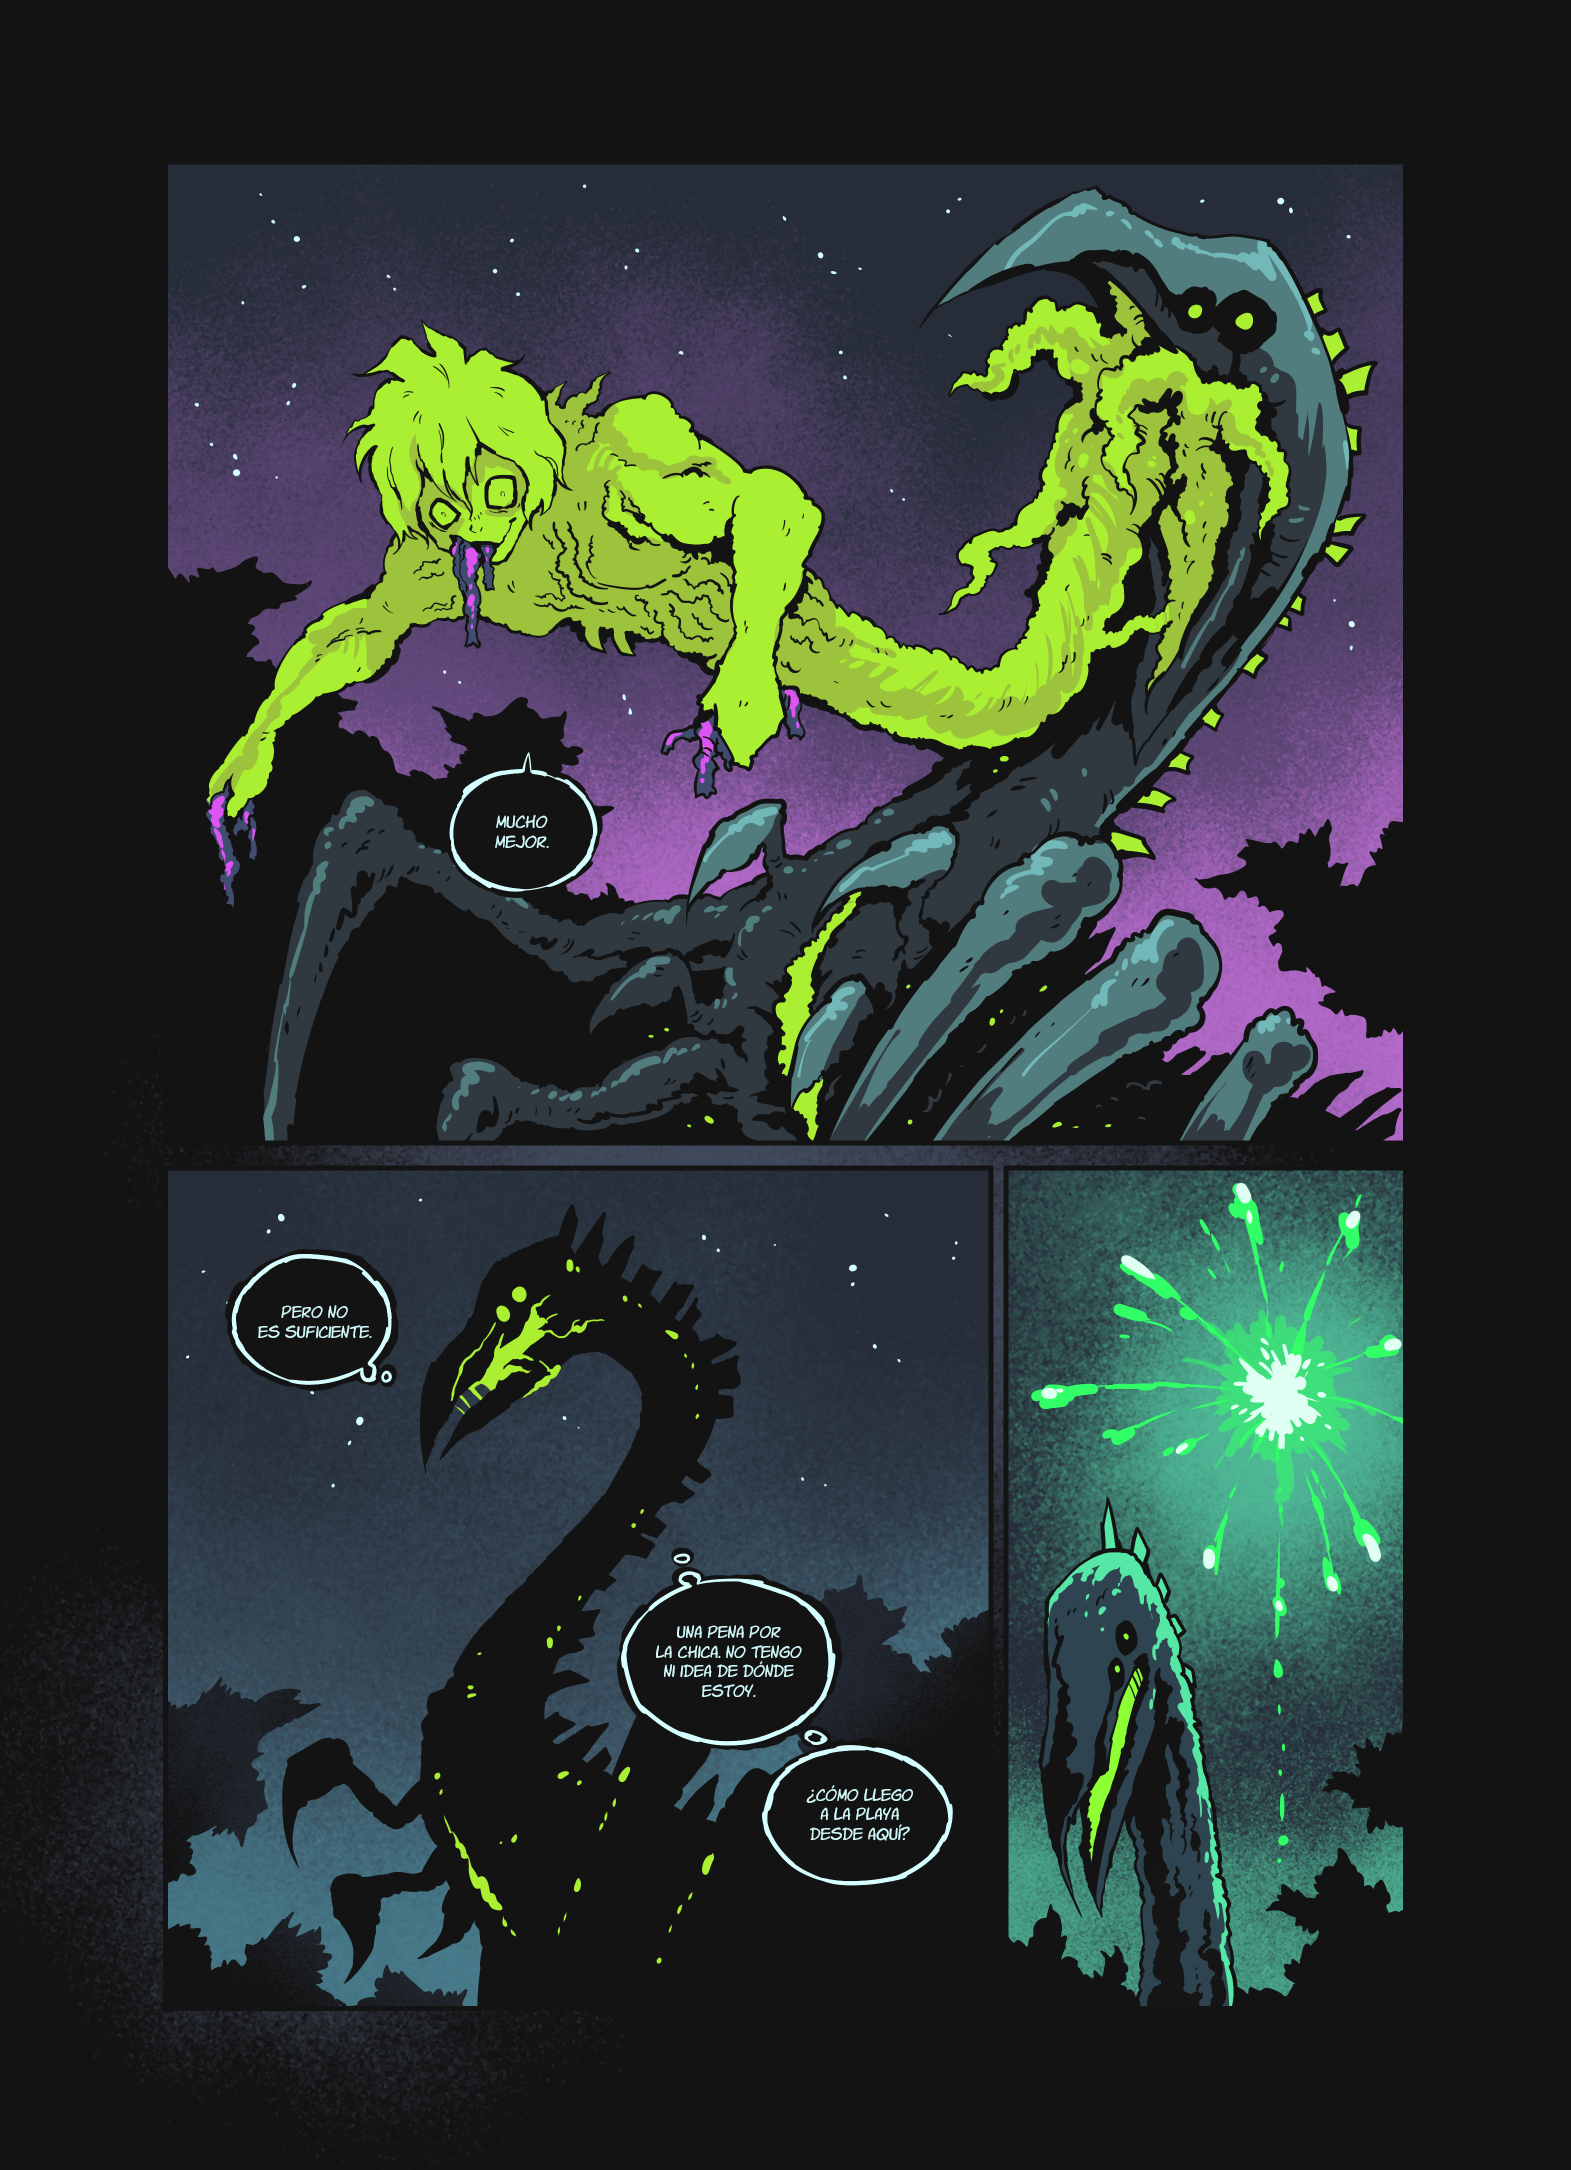 MUCHO
MEJOR.
PERO NO
ES SUFICIENTE.
UNA PENA POR
LA CHICA. NO TENGO
NI IDEA DE DÓNDE
ESTOY.
¿CÓMO LLEGO
A LA PLAYA
DESDE AQUÍ?